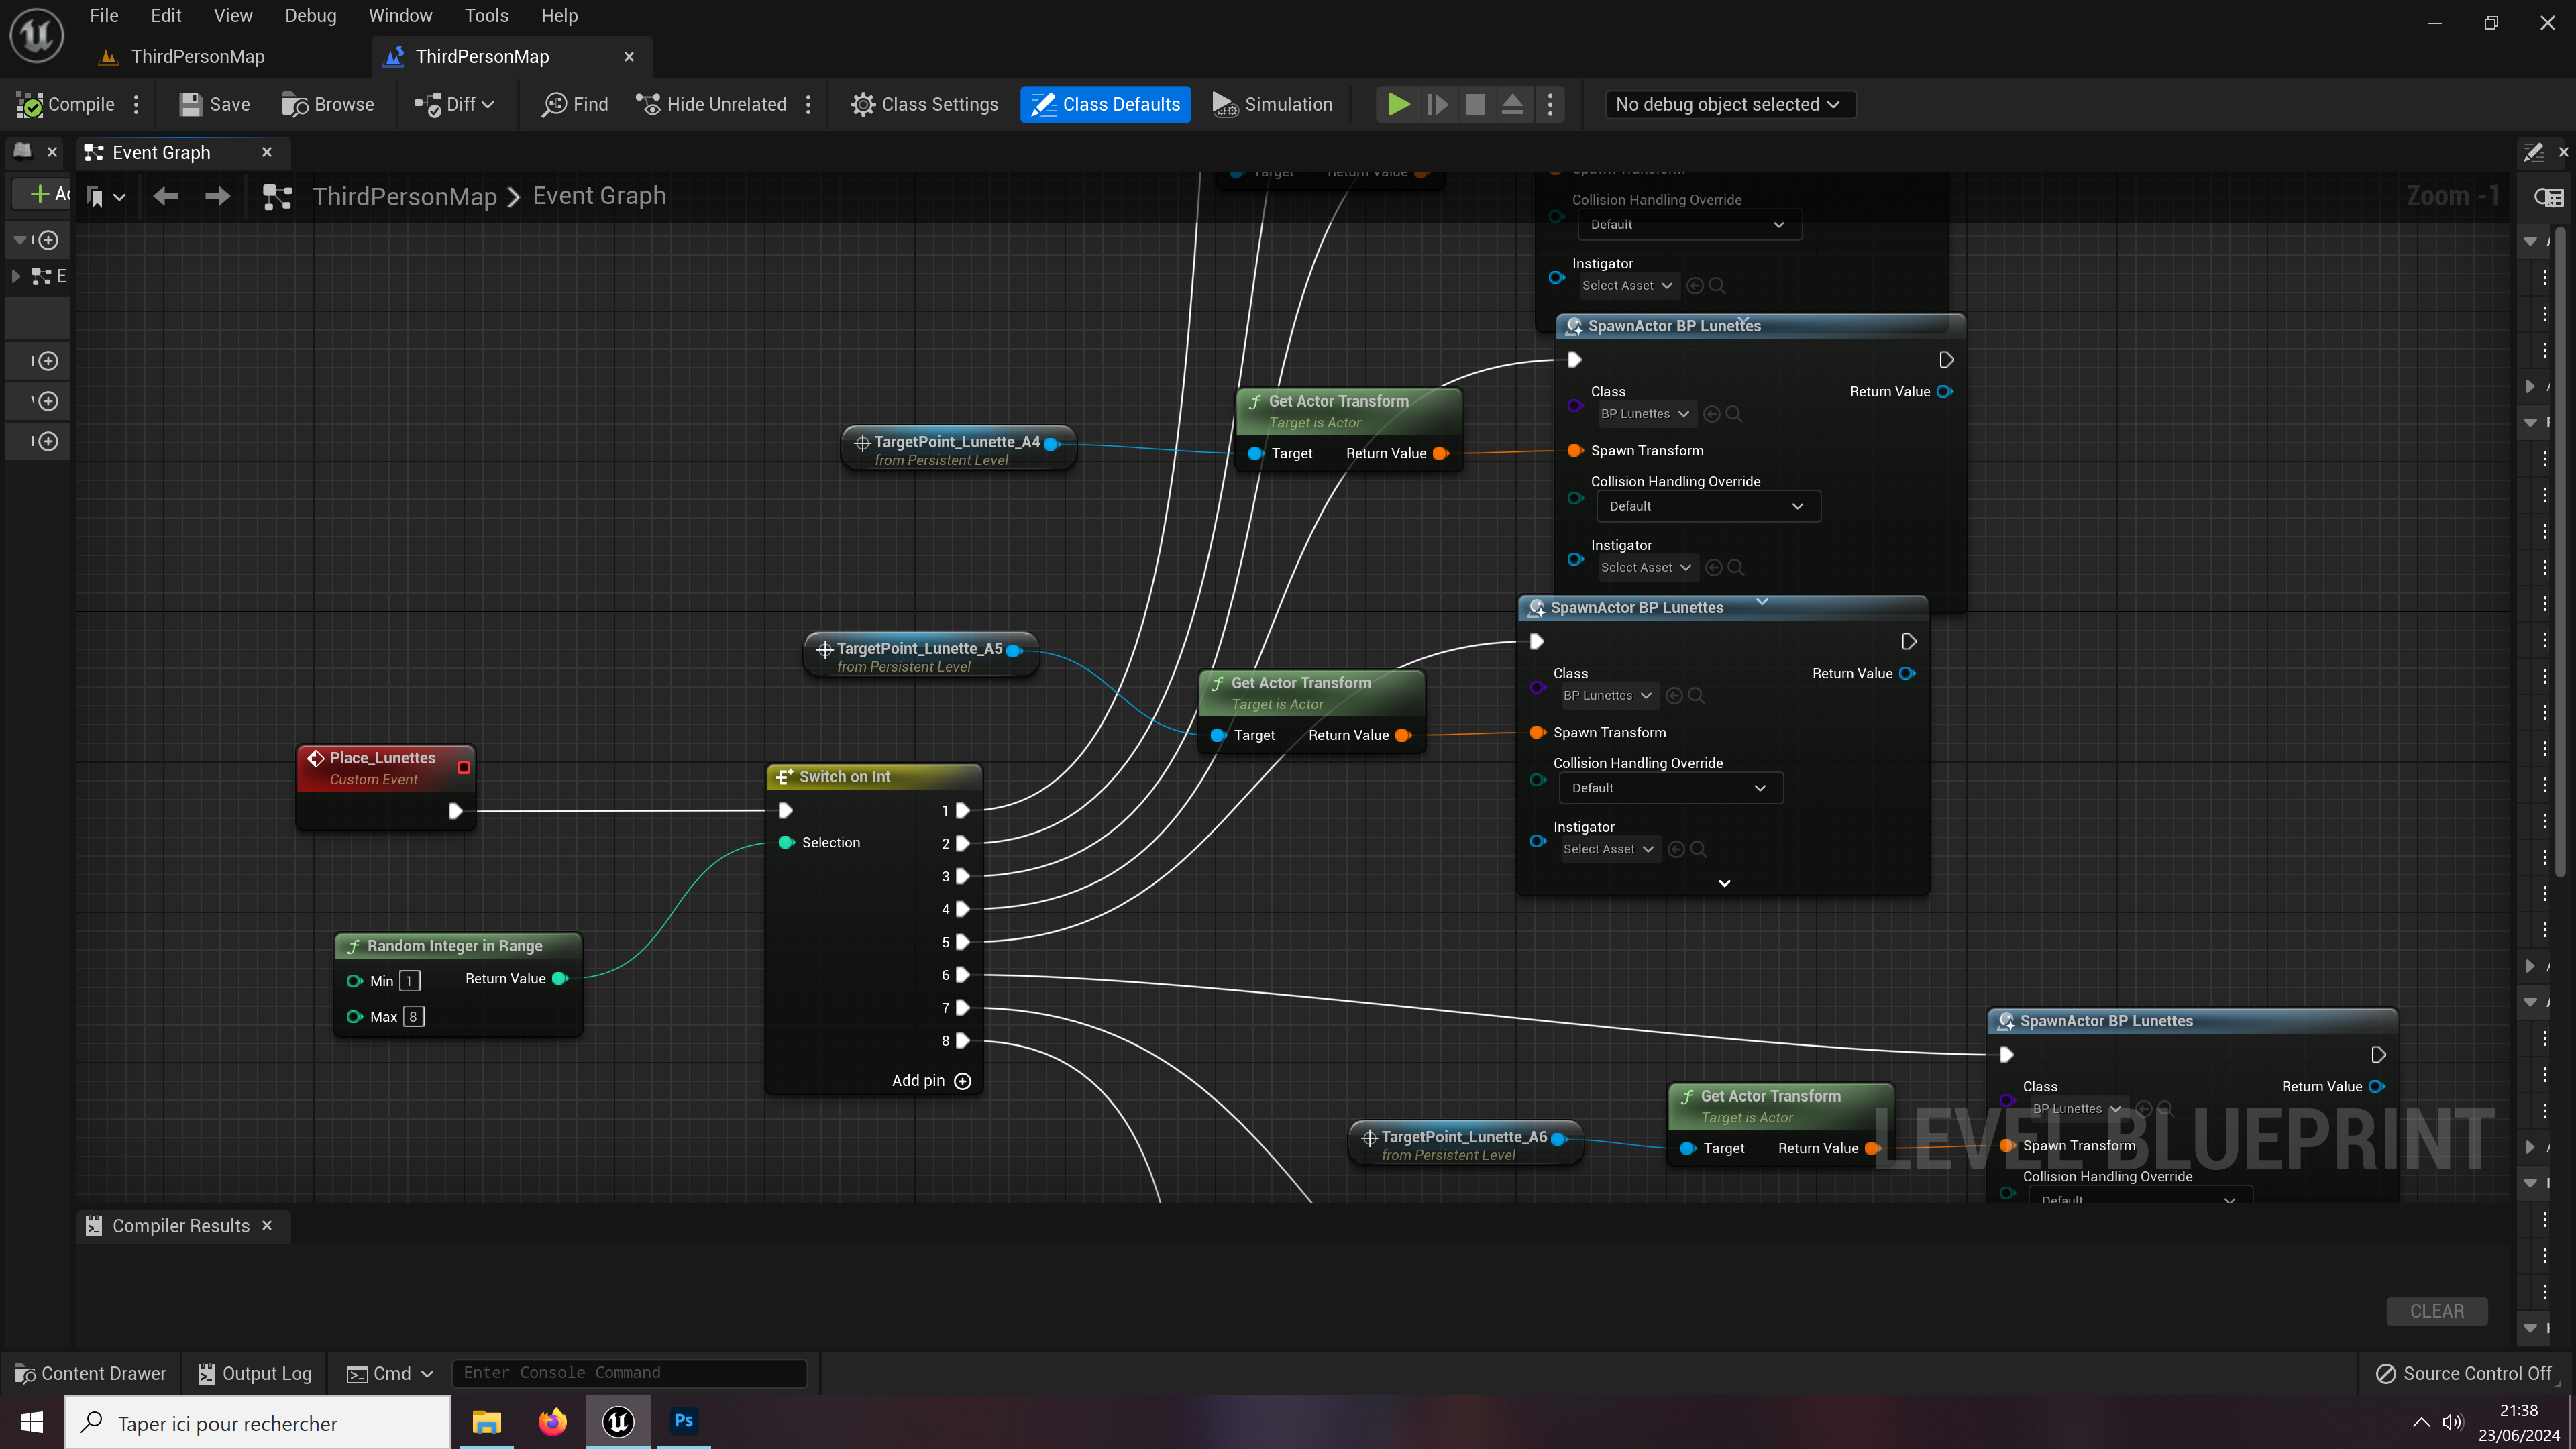 File Edit View Debug Window Tools Help
ThirdPersonMap
ThirdPersonMap
Compile Save Browse Diff Find Hide Unrelated Class Settings Class Defaults Simulation No debug object selected
Event Graph
ThirdPersonMap > Event Graph
Zoom -1
Target Return Value
Spawn Transform
Collision Handling Override
Default
Instigator
Select Asset
SpawnActor BP Lunettes
Class
Return Value
BP Lunettes
Spawn Transform
Collision Handling Override
Default
Instigator
Select Asset
Get Actor Transform
Target is Actor
Target Return Value
TargetPoint_Lunette_A4
from Persistent Level
SpawnActor BP Lunettes
Class
Return Value
BP Lunettes
Spawn Transform
Collision Handling Override
Default
Instigator
Select Asset
TargetPoint_Lunette_A5
from Persistent Level
Get Actor Transform
Target is Actor
Target Return Value
Place_Lunettes
Custom Event
Switch on Int
1
Selection
2
3
4
5
6
7
8
Add pin
Random Integer in Range
Min 1 Return Value
Max 8
SpawnActor BP Lunettes
Class
Return Value
BP Lunettes
Spawn Transform
Collision Handling Override
Default
Get Actor Transform
Target is Actor
Target Return Value
TargetPoint_Lunette_A6
from Persistent Level
LEVEL BLUEPRINT
Compiler Results
CLEAR
Content Drawer Output Log Cmd Enter Console Command Source Control Off
Taper ici pour rechercher
Ps
21:38
23/06/2024